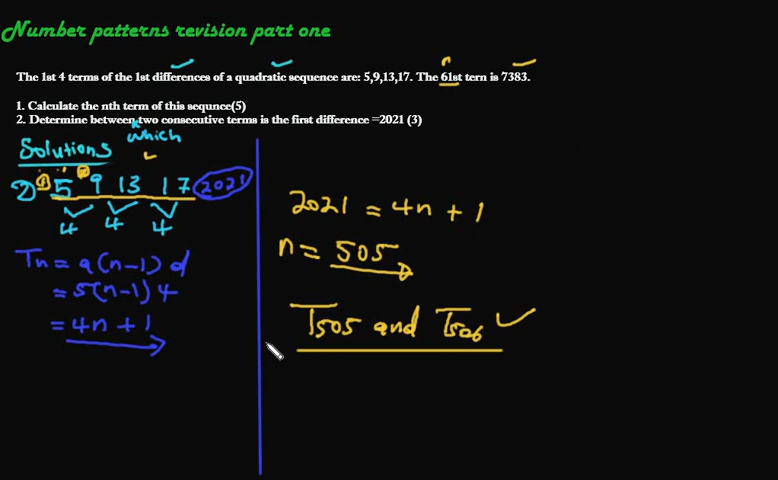 Number patterns revision part one
The 1st 4 terms of the 1st differences of a quadratic sequence are: 5,9,13,17. The 61st tern is 7383.
1. Calculate the nth term of this sequnce(5)
2. Determine between two consecutive terms is the first difference =2021 (3)
which
Solutions
5 9 13 17 2021
4 4 4
Tn = a(n-1) d
= 5(n-1) 4
= 4n + 1
2021 = 4n + 1
n = 505
T505 and T506